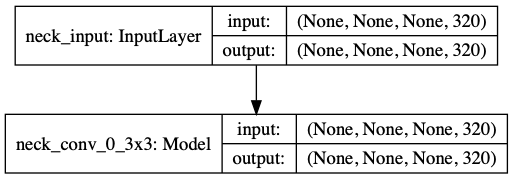 neck_input: InputLayer
input: (None, None, None, 320)
output: (None, None, None, 320)
neck_conv_0_3x3: Model
input: (None, None, None, 320)
output: (None, None, None, 320)